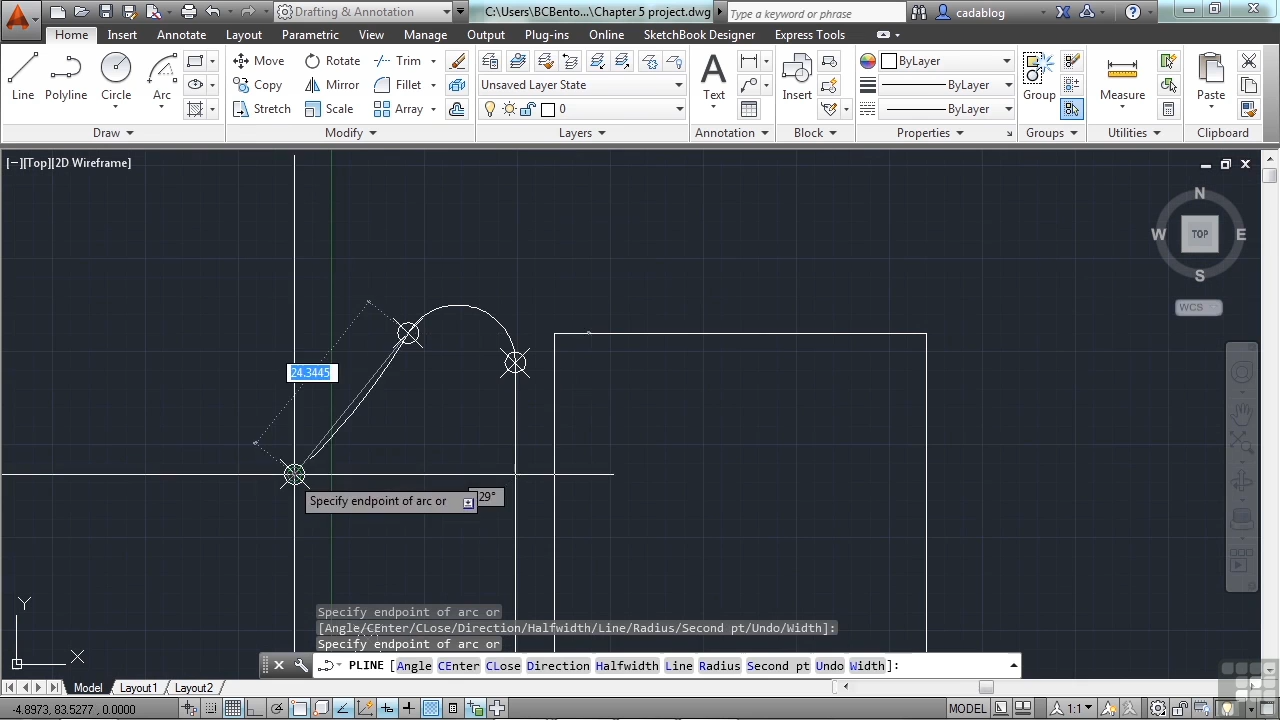 Drafting & Annotation C:\Users\BCBento...\Chapter 5 project.dwg Type a keyword or phrase cadablog
Home Insert Annotate Layout Parametric View Manage Output Plug-ins Online SketchBook Designer Express Tools
Line Polyline Circle Arc
Move Rotate Trim
Copy Mirror Fillet
Stretch Scale Array
Unsaved Layer State
0
Text Insert
ByLayer
ByLayer
ByLayer
Group Measure Paste
Draw Modify Layers Annotation Block Properties Groups Utilities Clipboard
[−][Top][2D Wireframe]
N
W TOP E
S
WCS
24.3445
Specify endpoint of arc or 29°
Y
X
Specify endpoint of arc or
[Angle/CEnter/CLose/Direction/Halfwidth/Line/Radius/Second pt/Undo/Width]:
Specify endpoint of arc or
PLINE [Angle CEnter CLose Direction Halfwidth Line Radius Second pt Undo Width]:
Model Layout1 Layout2
-4.8973, 83.5277, 0.0000 MODEL 1:1